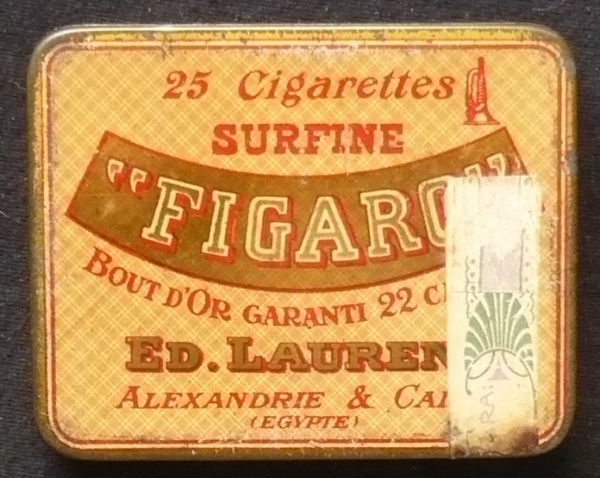 25 Cigarettes
SURFINE
"FIGARO"
BOUT D'OR GARANTI 22 C
ED. LAUREN
ALEXANDRIE & CAI
(EGYPTE)